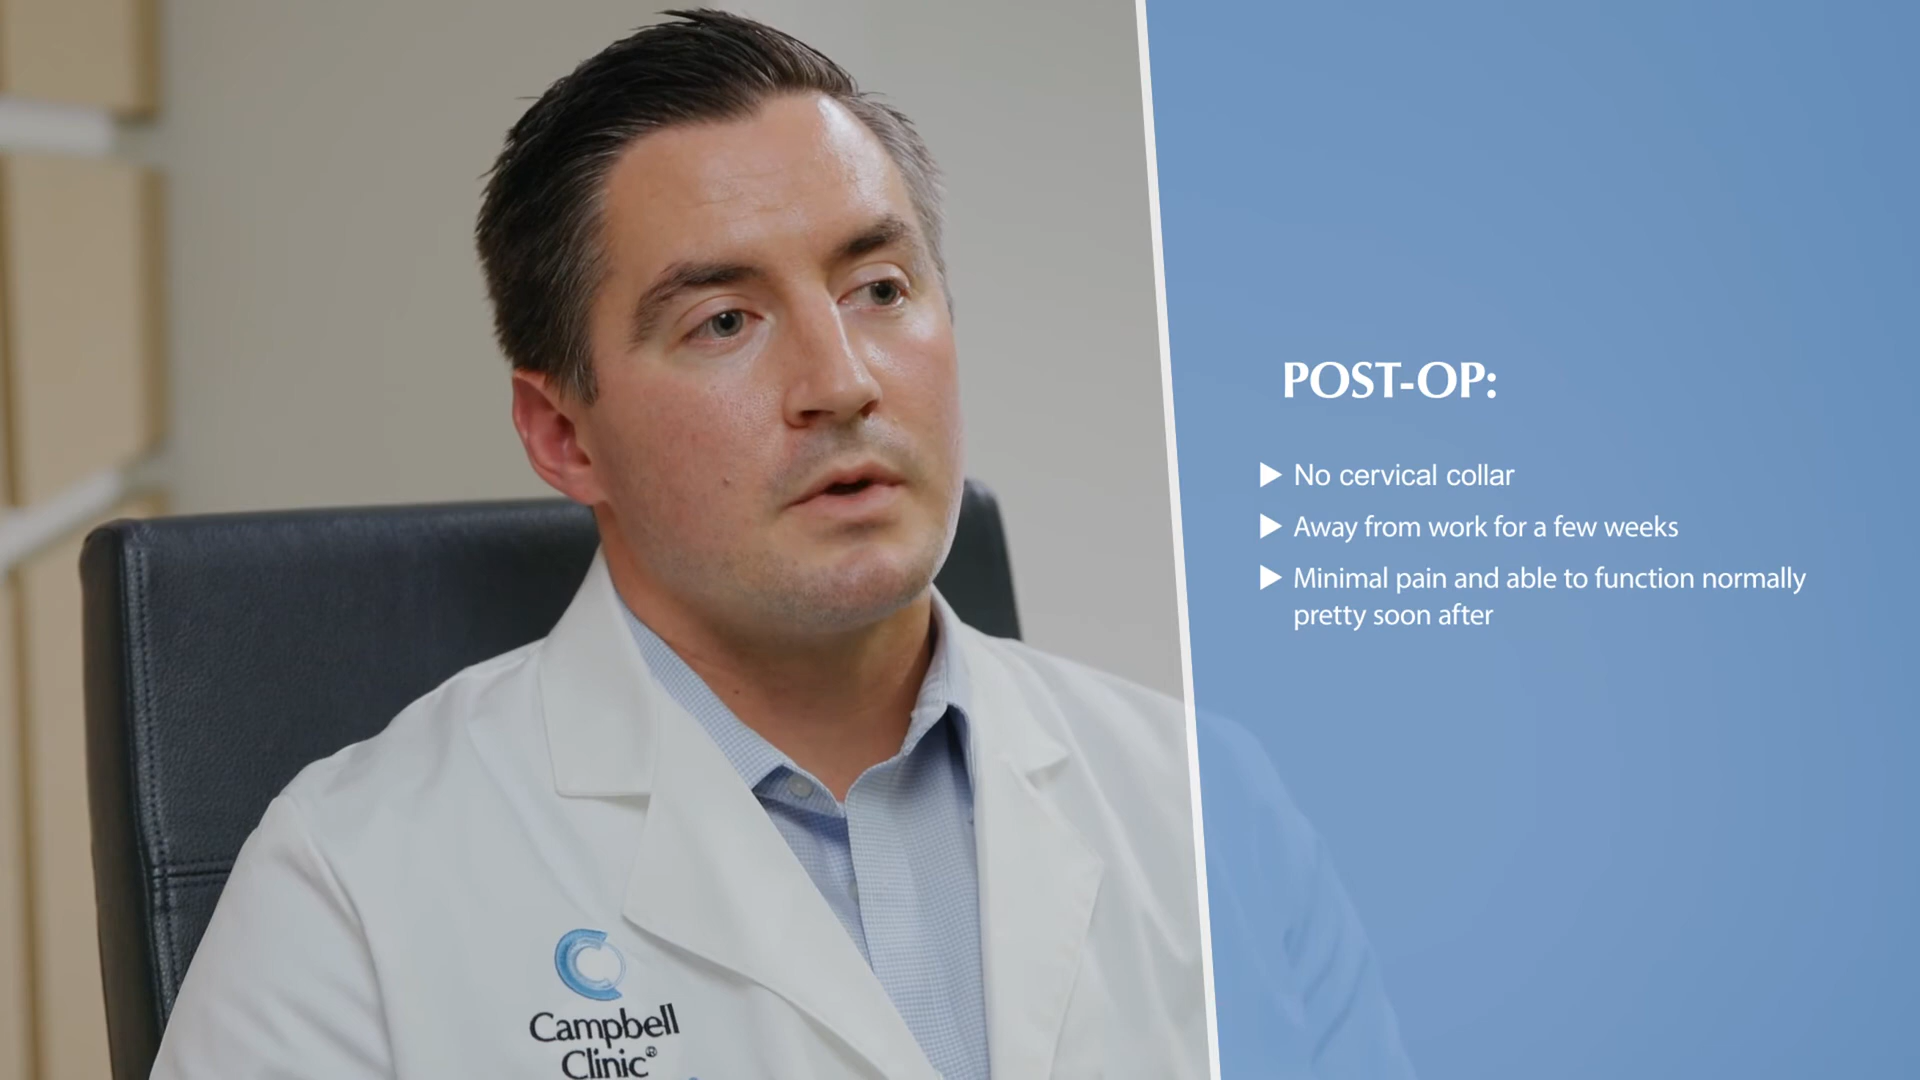 POST-OP:
No cervical collar
Away from work for a few weeks
Minimal pain and able to function normally
pretty soon after
Campbell
Clinic®